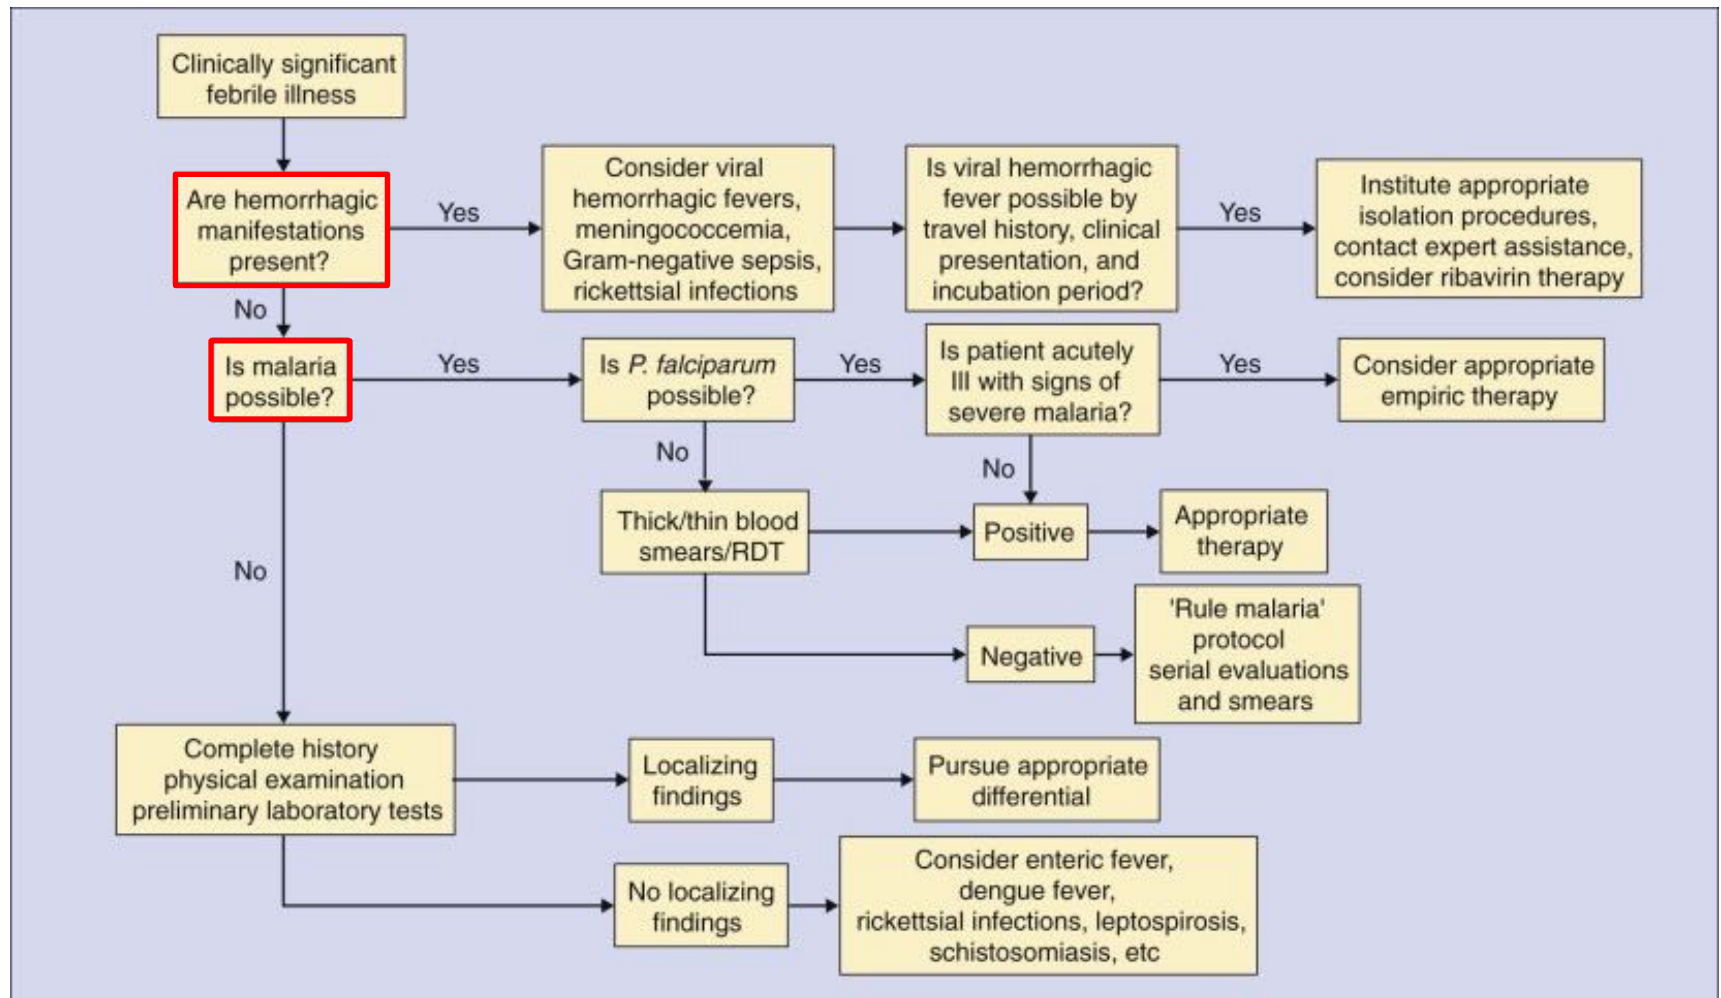 Clinically significant
febrile illness
Are hemorrhagic
manifestations
present?
Yes
Consider viral
hemorrhagic fevers,
meningococcemia,
Gram-negative sepsis,
rickettsial infections
Is viral hemorrhagic
fever possible by
travel history, clinical
presentation, and
incubation period?
Yes
Institute appropriate
isolation procedures,
contact expert assistance,
consider ribavirin therapy
No
Is malaria
possible?
Yes
Is P. falciparum
possible?
Yes
Is patient acutely
III with signs of
severe malaria?
Yes
Consider appropriate
empiric therapy
No
No
Thick/thin blood
smears/RDT
Positive
Appropriate
therapy
No
Negative
'Rule malaria'
protocol
serial evaluations
and smears
Complete history
physical examination
preliminary laboratory tests
Localizing
findings
Pursue appropriate
differential
No localizing
findings
Consider enteric fever,
dengue fever,
rickettsial infections, leptospirosis,
schistosomiasis, etc